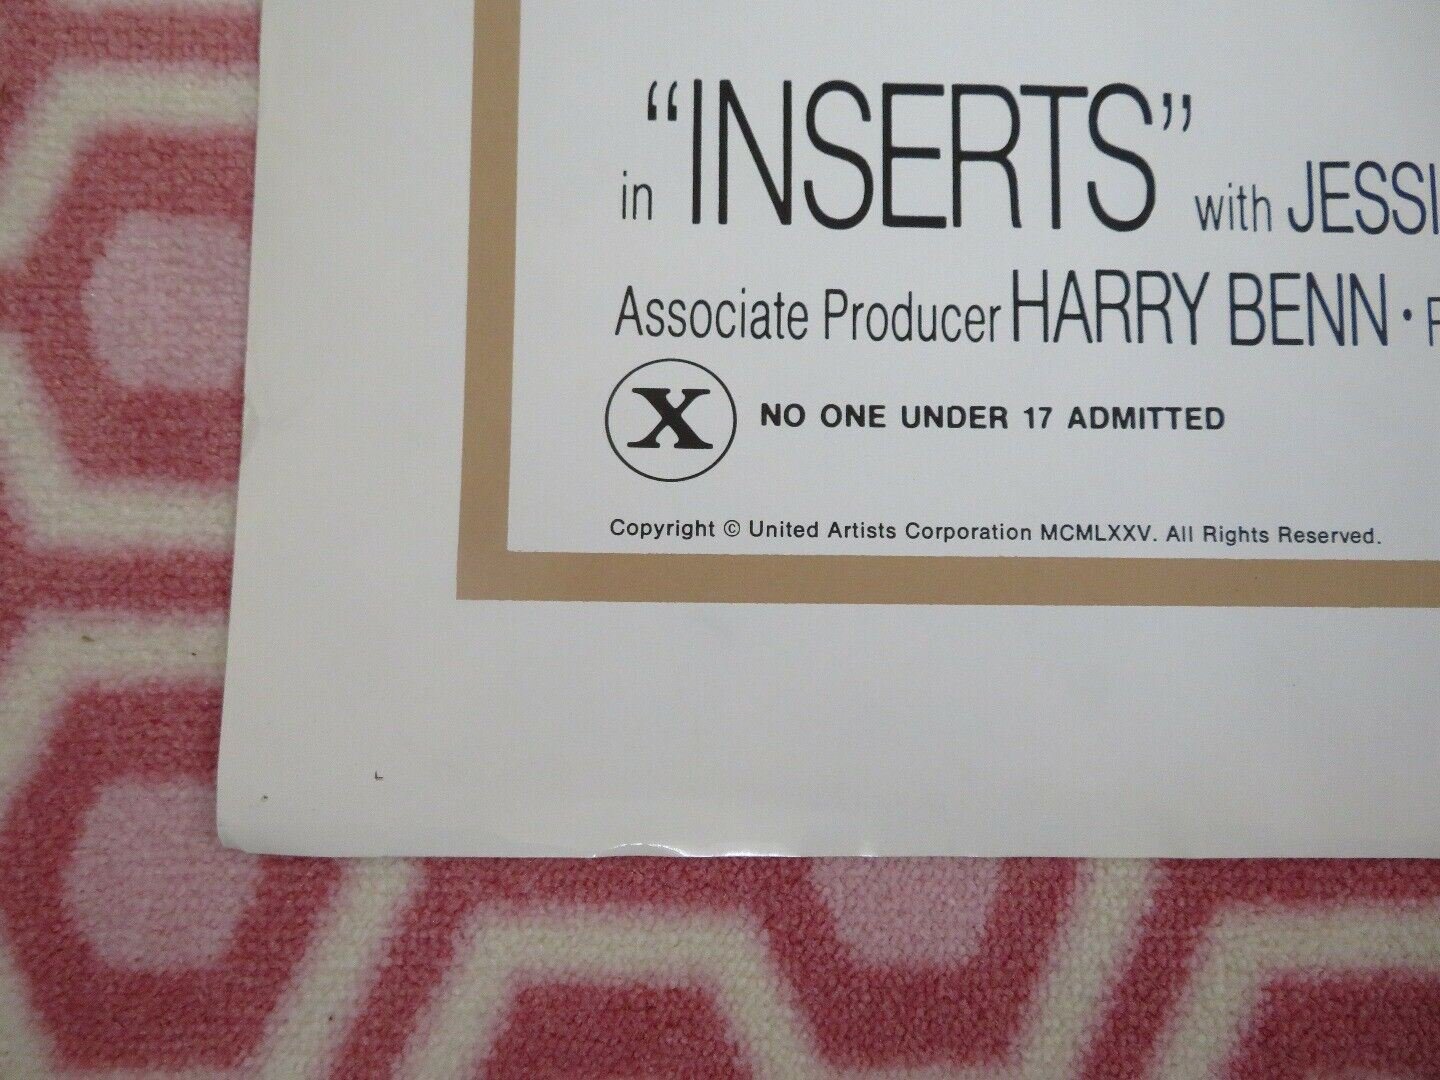 in "INSERTS" with JESSI
Associate Producer HARRY BENN •
X NO ONE UNDER 17 ADMITTED
Copyright © United Artists Corporation MCMLXXV. All Rights Reserved.